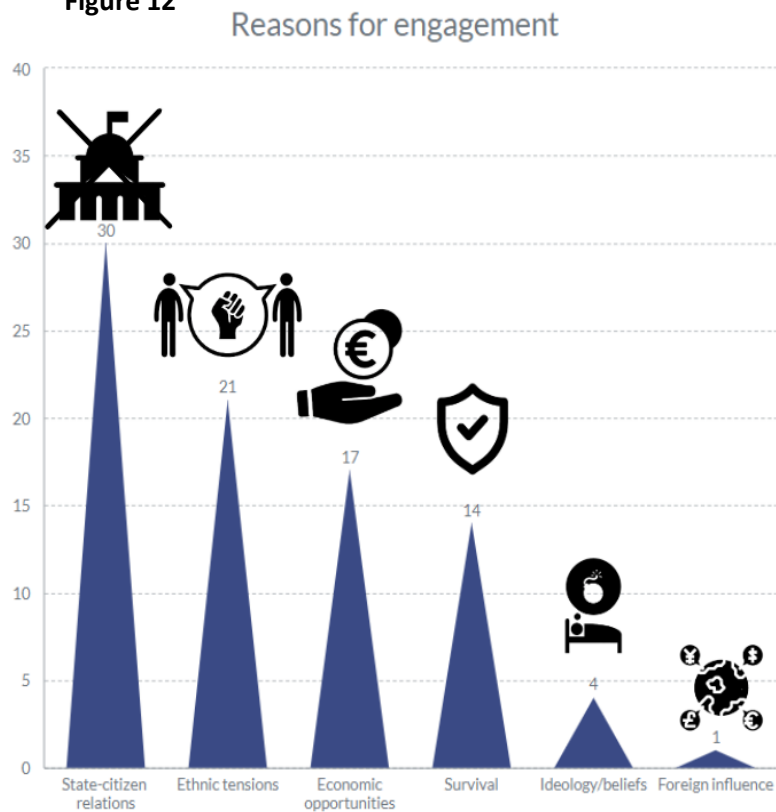 Figure 12
Reasons for engagement
40
35
30
25
20
15
10
5
0
30
21
17
14
4
1
€
¥
$
£
€
State-citizen
relations
Ethnic tensions
Economic
opportunities
Survival
Ideology/beliefs
Foreign influence